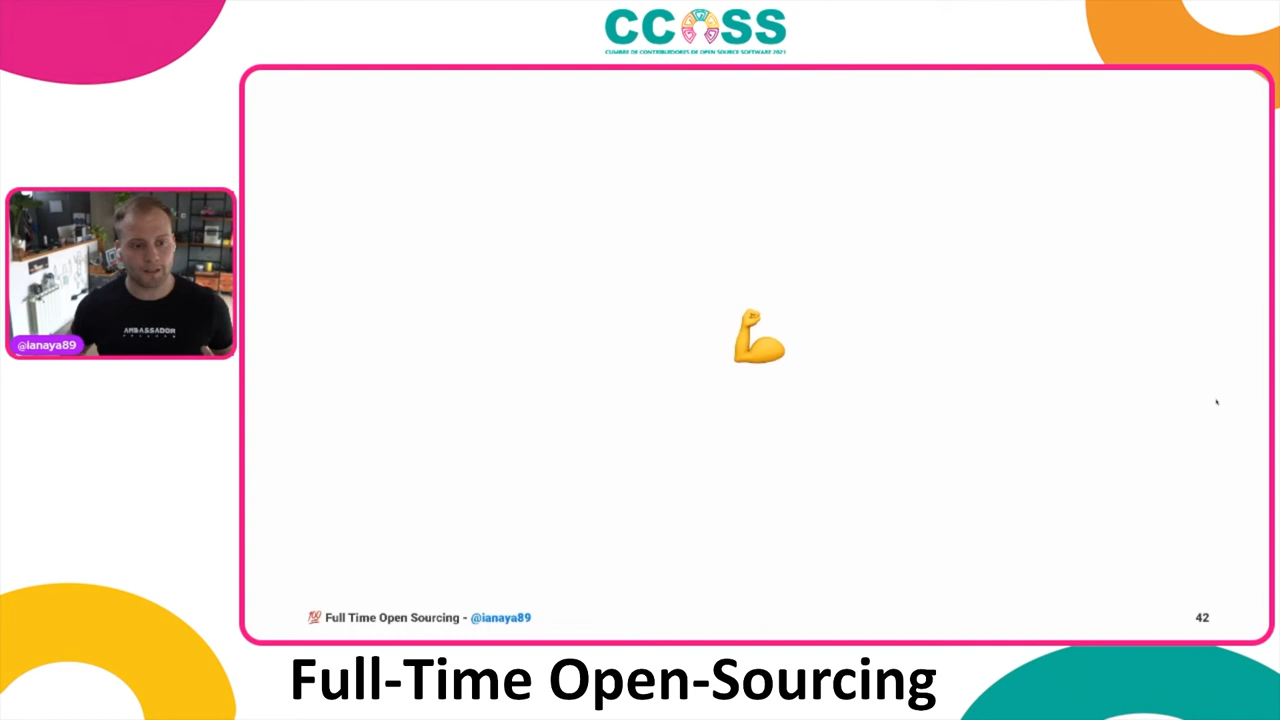 CCOSS
CUMBRE DE CONTRIBUIDORES DE OPEN SOURCE SOFTWARE 2021
AMBASSADOR
@ianaya89
💯 Full Time Open Sourcing - @ianaya89
42
Full-Time Open-Sourcing